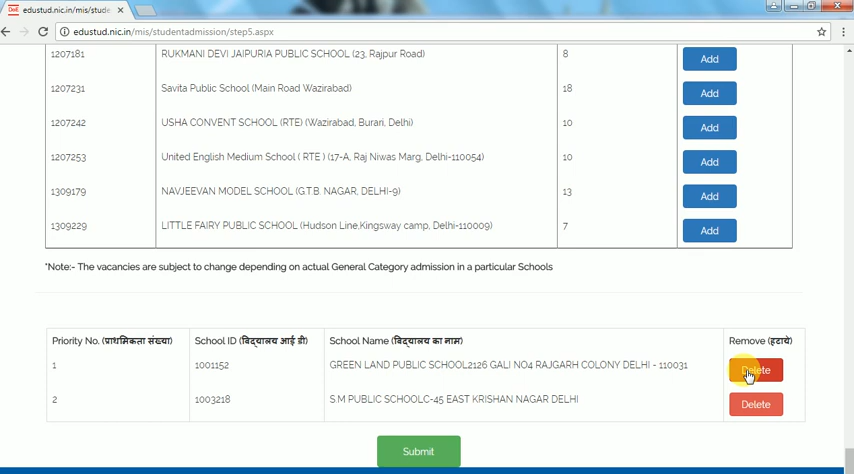 edustud.nic.in/mis/stude
edustud.nic.in/mis/studentadmission/step5.aspx
1207181 RUKMANI DEVI JAIPURIA PUBLIC SCHOOL (23, Rajpur Road) 8 Add
1207231 Savita Public School (Main Road Wazirabad) 18 Add
1207242 USHA CONVENT SCHOOL (RTE) (Wazirabad, Burari, Delhi) 10 Add
1207253 United English Medium School ( RTE ) (17-A, Raj Niwas Marg, Delhi-110054) 10 Add
1309179 NAVJEEVAN MODEL SCHOOL (G.T.B. NAGAR, DELHI-9) 13 Add
1309229 LITTLE FAIRY PUBLIC SCHOOL (Hudson Line,Kingsway camp, Delhi-110009) 7 Add
*Note:- The vacancies are subject to change depending on actual General Category admission in a particular Schools
Priority No. (प्राथमिकता संख्या) School ID (विद्यालय आई डी) School Name (विद्यालय का नाम) Remove (हटाये)
1 1001152 GREEN LAND PUBLIC SCHOOL2126 GALI NO4 RAJGARH COLONY DELHI - 110031 Delete
2 1003218 S.M PUBLIC SCHOOLC-45 EAST KRISHAN NAGAR DELHI Delete
Submit